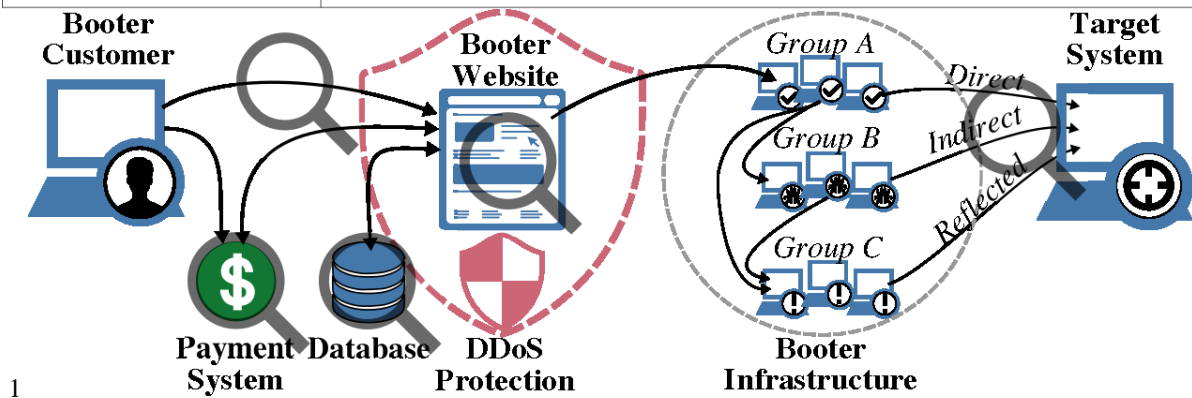 Booter
Customer
Booter
Website
Group A
Target
System
Direct
Group B
Indirect
Group C
Reflected
$
Payment
System
Database
DDoS
Protection
Booter
Infrastructure
1